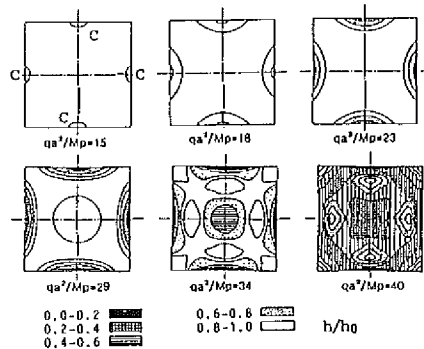 C
C C
C
qa²/Mp=15 qa²/Mp=18 qa²/Mp=23
qa²/Mp=29 qa²/Mp=34 qa²/Mp=40
0.0-0.2 0.6-0.8
0.2-0.4 0.8-1.0 h/h₀
0.4-0.6